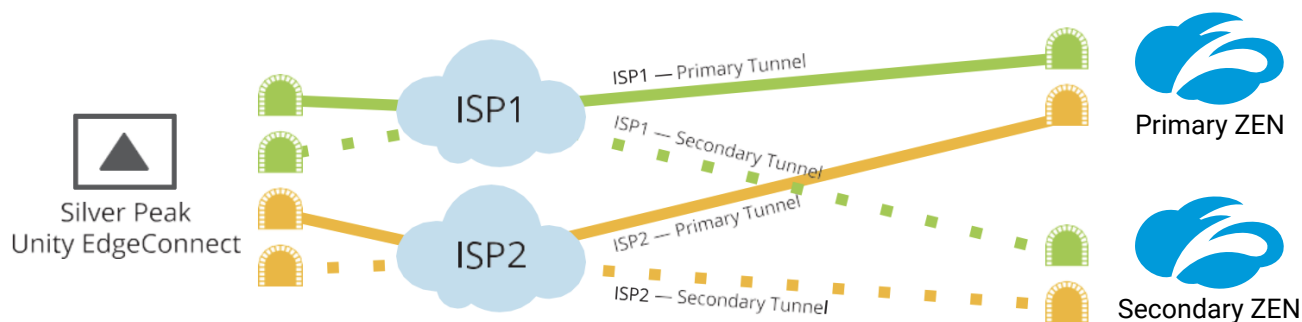 ISP1 — Primary Tunnel
ISP1
Primary ZEN
ISP1 — Secondary Tunnel
Silver Peak
Unity EdgeConnect
ISP2 — Primary Tunnel
ISP2
ISP2 — Secondary Tunnel
Secondary ZEN